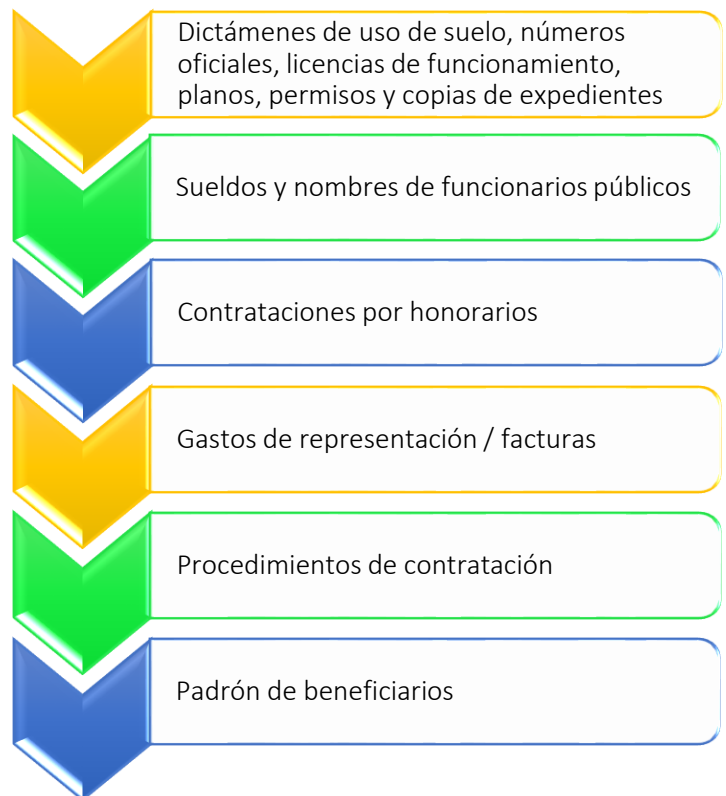 Dictámenes de uso de suelo, números
oficiales, licencias de funcionamiento,
planos, permisos y copias de expedientes
Sueldos y nombres de funcionarios públicos
Contrataciones por honorarios
Gastos de representación / facturas
Procedimientos de contratación
Padrón de beneficiarios